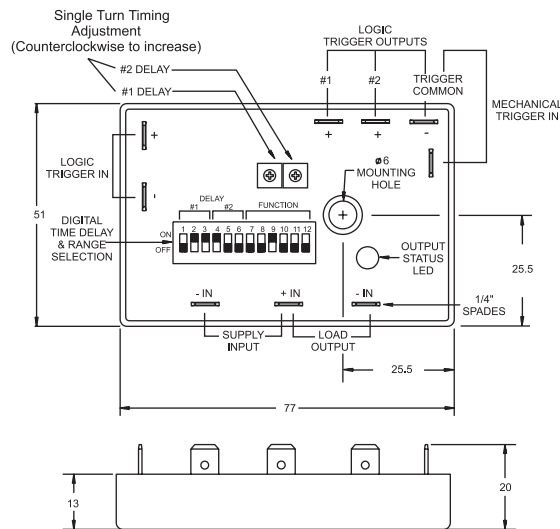 Single Turn Timing
Adjustment
(Counterclockwise to increase)
#2 DELAY
#1 DELAY
LOGIC
TRIGGER OUTPUTS
#1
#2
TRIGGER
COMMON
MECHANICAL
TRIGGER IN
+
+
-
+
LOGIC
TRIGGER IN
-
ø6
MOUNTING
HOLE
51
DIGITAL
TIME DELAY
& RANGE
SELECTION
DELAY
#1
#2
FUNCTION
1 2 3 4 5 6 7 8 9 10 11 12
ON
OFF
OUTPUT
STATUS
LED
25.5
- IN
+ IN
- IN
1/4"
SPADES
SUPPLY
INPUT
LOAD
OUTPUT
25.5
77
13
20